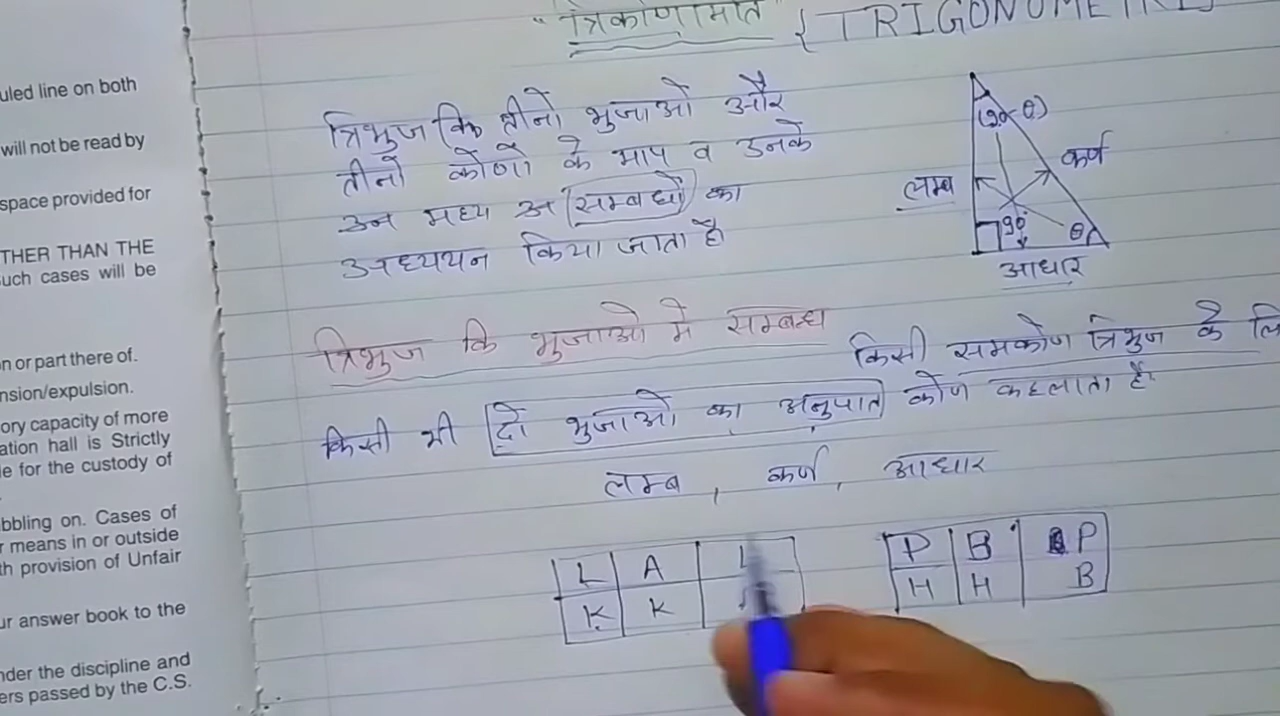 "त्रिकोणमिति" {TRIGONOMETRY
uled line on both
will not be read by
space provided for
THER THAN THE
such cases will be
n or part there of.
nsion/expulsion.
ory capacity of more
ation hall is Strictly
le for the custody of
bbling on. Cases of
r means in or outside
th provision of Unfair
ur answer book to the
nder the discipline and
ers passed by the C.S.
त्रिभुज कि तीनो भुजाओ और
तीनों कोणों के माप व उनके
उन मध्य अ सम्बधों का
अध्ययन किया जाता है
(90-θ)
लम्ब
कर्ण
90°
θ
आधार
त्रिभुज कि भुजाओ मे सम्बन्ध
किसी समकोण त्रिभुज के लि
किसी भी दो भुजाओ का अनुपात कोण कहलाता है
लम्ब , कर्ण , आधार
L A L
K K
P B P
H H B